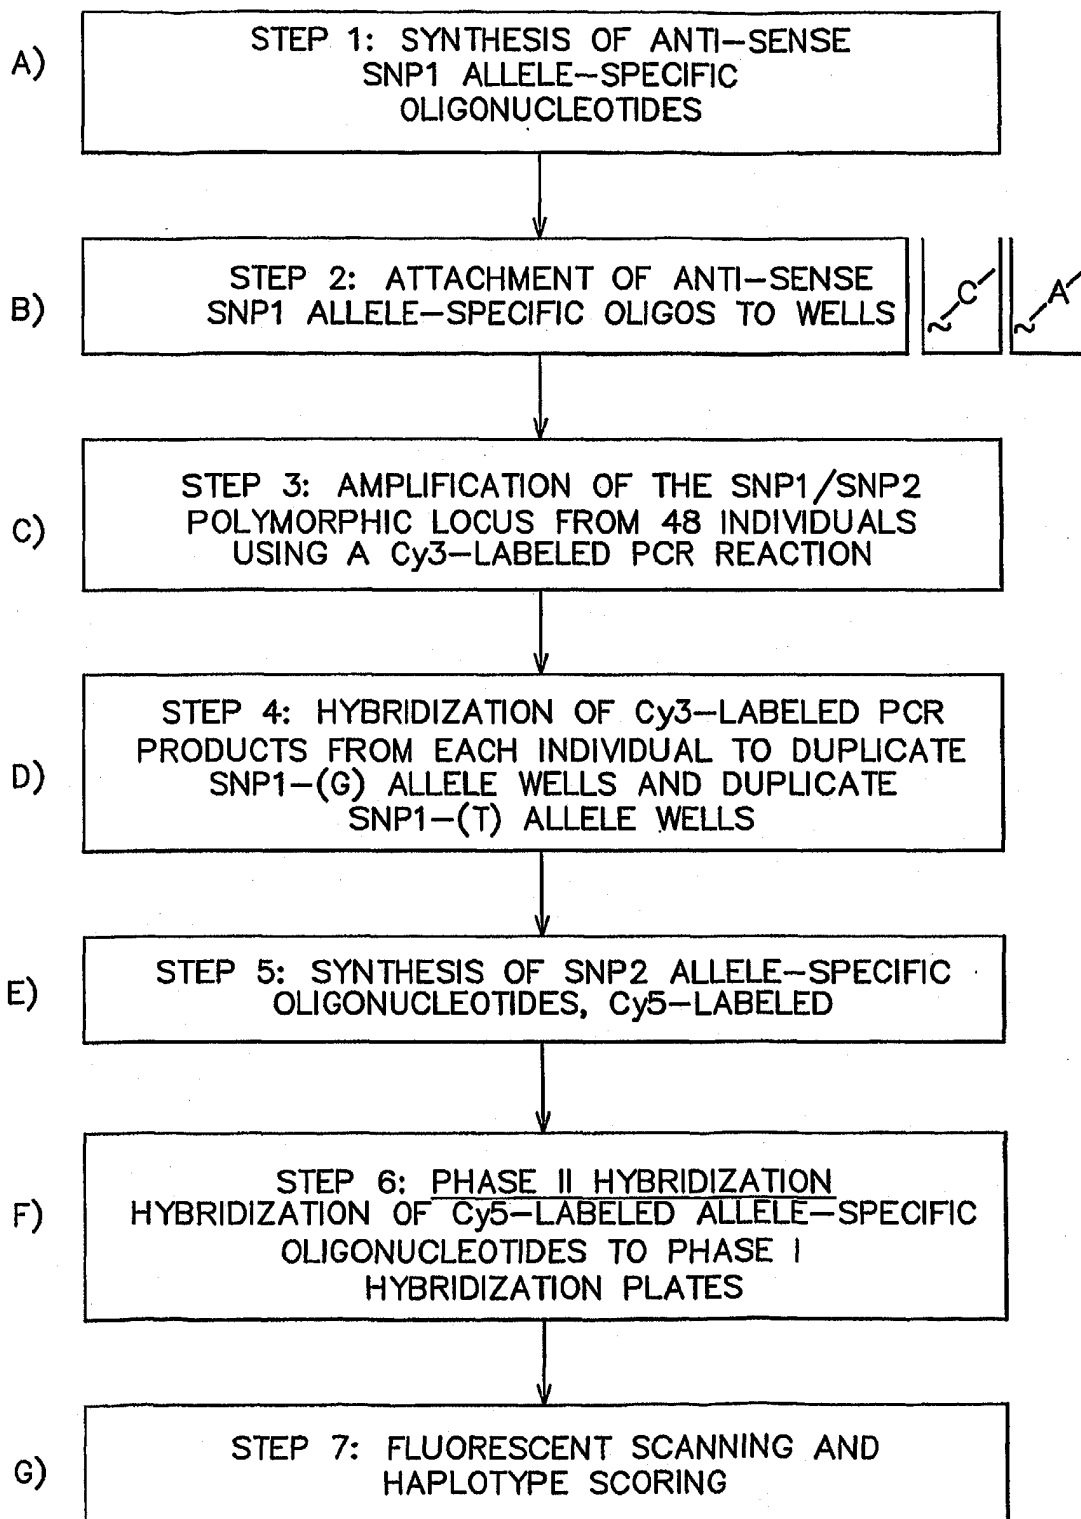 A)
STEP 1: SYNTHESIS OF ANTI-SENSE
SNP1 ALLELE-SPECIFIC
OLIGONUCLEOTIDES
B)
STEP 2: ATTACHMENT OF ANTI-SENSE
SNP1 ALLELE-SPECIFIC OLIGOS TO WELLS
C
A
C)
STEP 3: AMPLIFICATION OF THE SNP1/SNP2
POLYMORPHIC LOCUS FROM 48 INDIVIDUALS
USING A Cy3-LABELED PCR REACTION
D)
STEP 4: HYBRIDIZATION OF Cy3-LABELED PCR
PRODUCTS FROM EACH INDIVIDUAL TO DUPLICATE
SNP1-(G) ALLELE WELLS AND DUPLICATE
SNP1-(T) ALLELE WELLS
E)
STEP 5: SYNTHESIS OF SNP2 ALLELE-SPECIFIC
OLIGONUCLEOTIDES, Cy5-LABELED
F)
STEP 6: PHASE II HYBRIDIZATION
HYBRIDIZATION OF Cy5-LABELED ALLELE-SPECIFIC
OLIGONUCLEOTIDES TO PHASE I
HYBRIDIZATION PLATES
G)
STEP 7: FLUORESCENT SCANNING AND
HAPLOTYPE SCORING